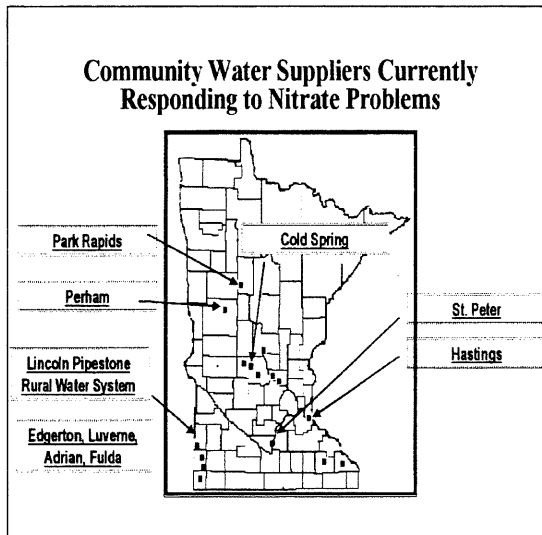 Community Water Suppliers Currently
Responding to Nitrate Problems
Park Rapids
Cold Spring
Perham
St. Peter
Lincoln Pipestone
Rural Water System
Hastings
Edgerton, Luverne,
Adrian, Fulda